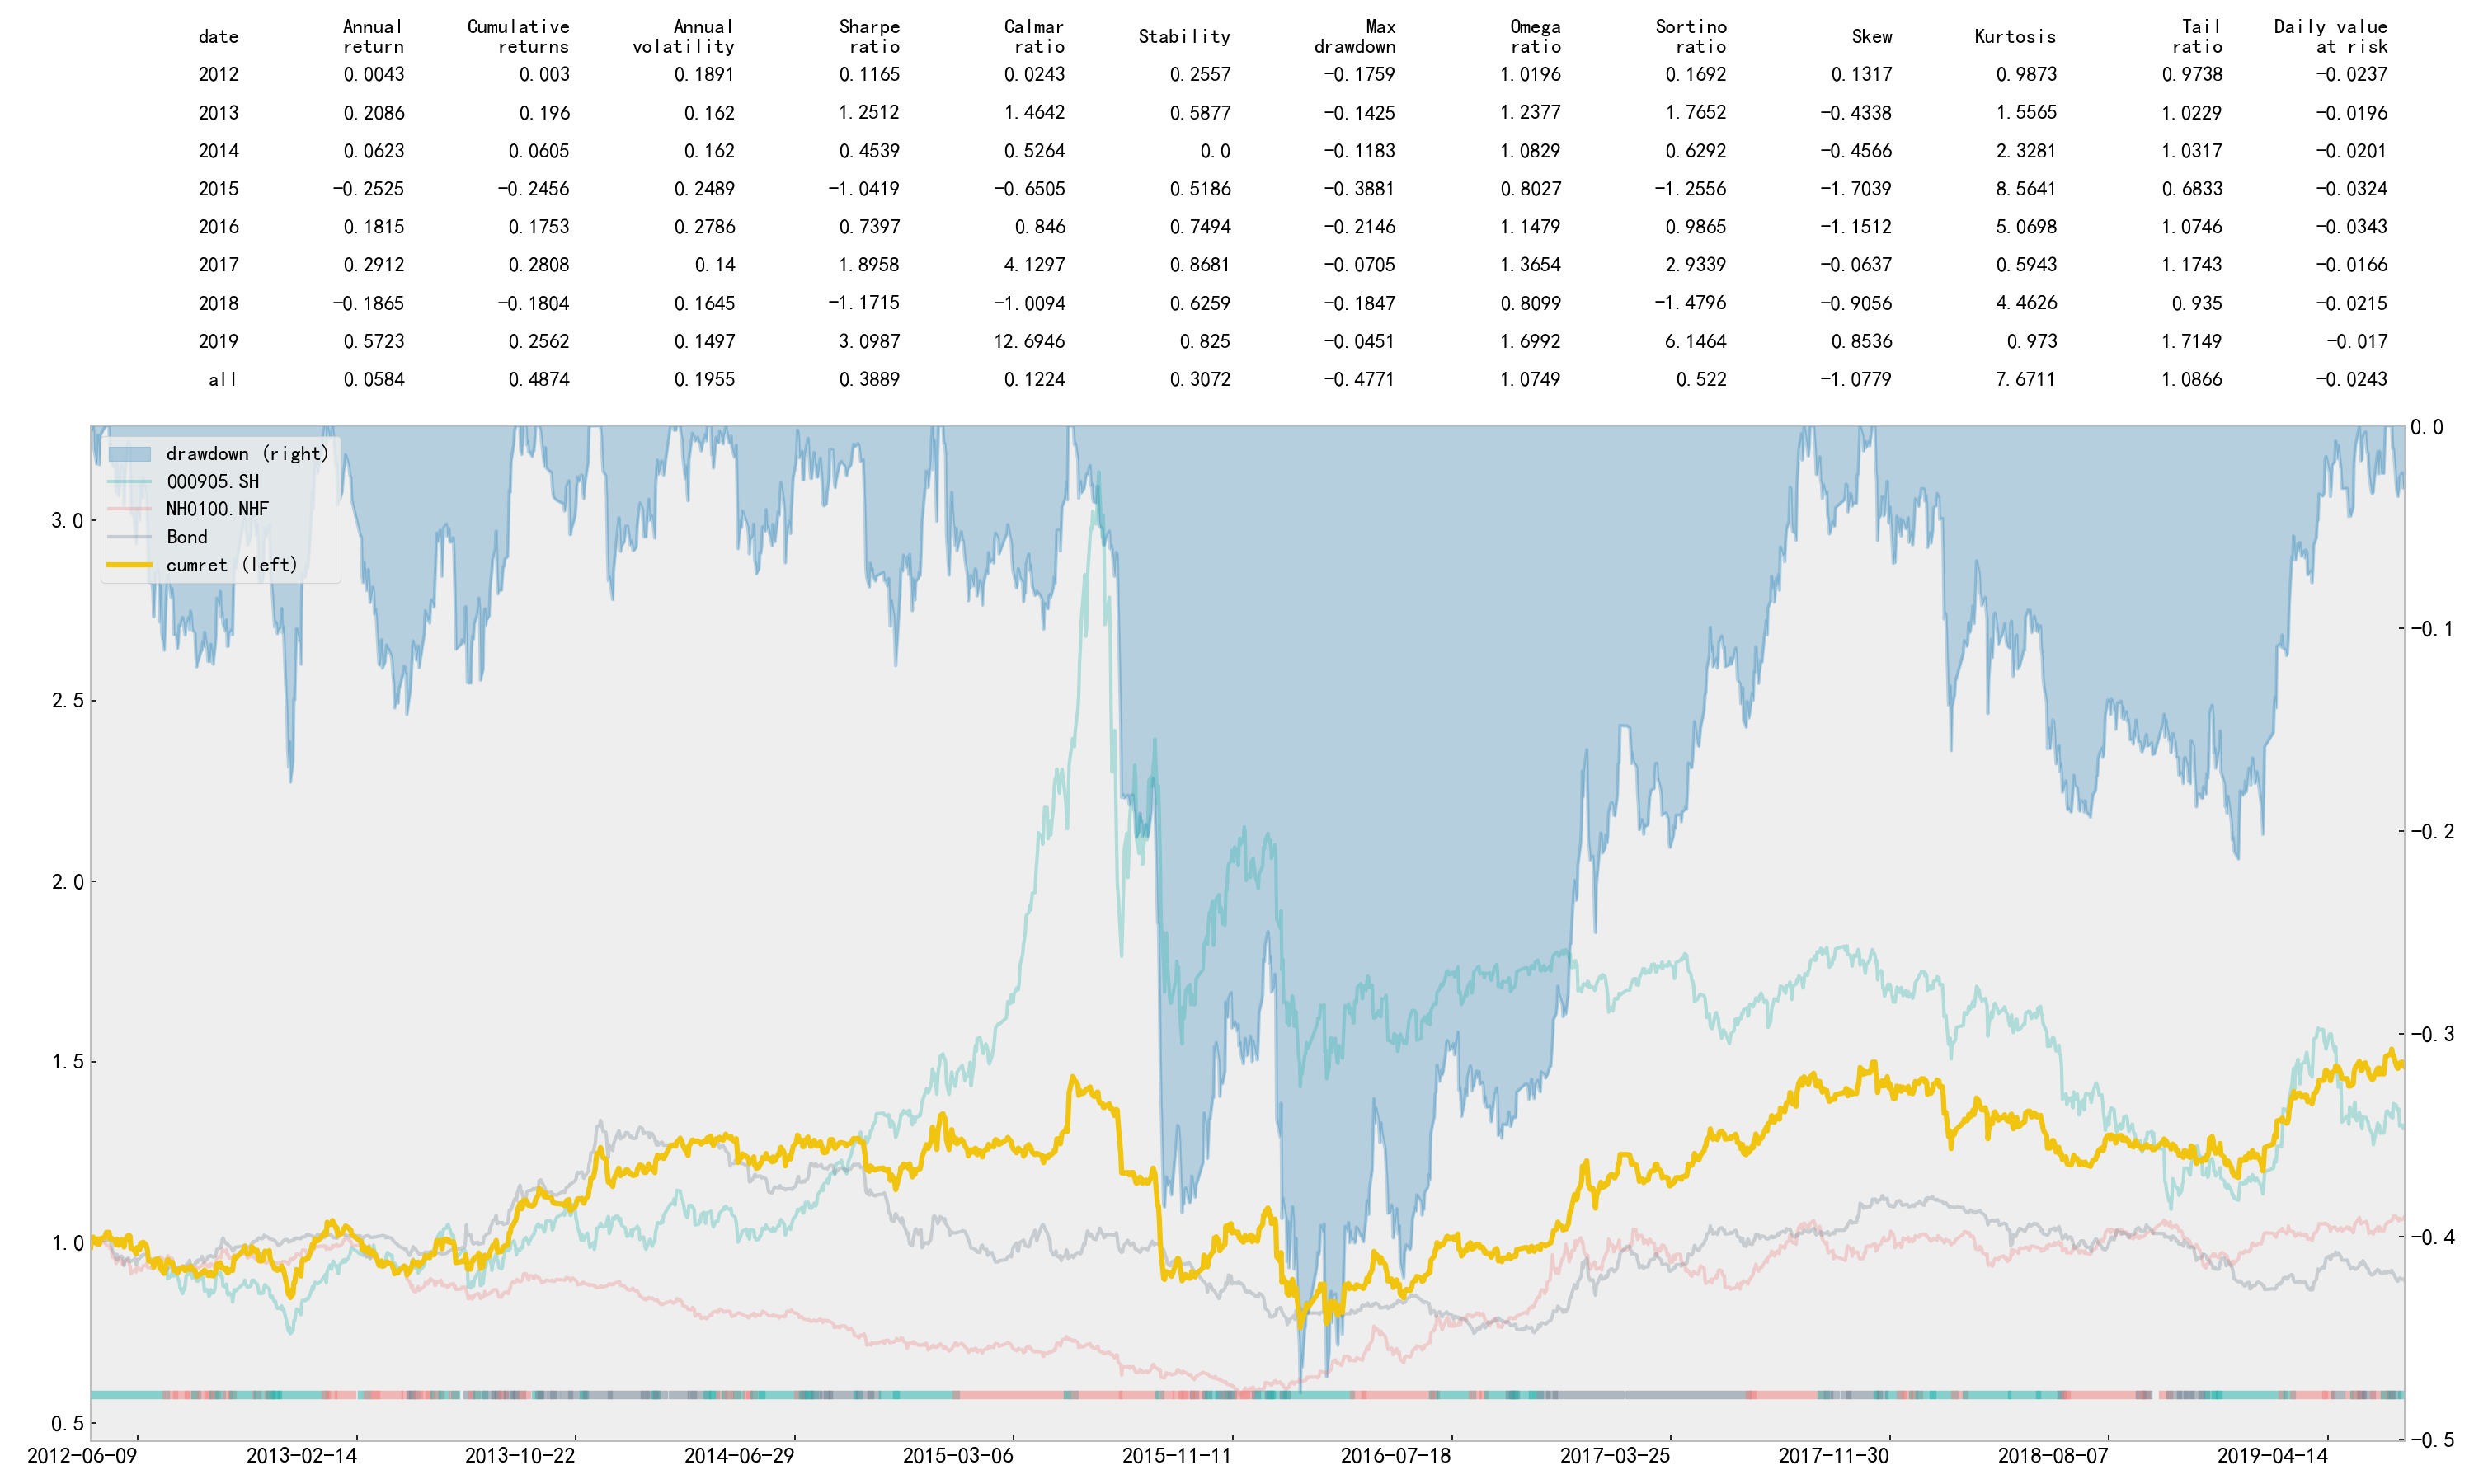 date Annual return Cumulative returns Annual volatility Sharpe ratio Calmar ratio Stability Max drawdown Omega ratio Sortino ratio Skew Kurtosis Tail ratio Daily value at risk
2012 0.0043 0.003 0.1891 0.1165 0.0243 0.2557 -0.1759 1.0196 0.1692 0.1317 0.9873 0.9738 -0.0237
2013 0.2086 0.196 0.162 1.2512 1.4642 0.5877 -0.1425 1.2377 1.7652 -0.4338 1.5565 1.0229 -0.0196
2014 0.0623 0.0605 0.162 0.4539 0.5264 0.0 -0.1183 1.0829 0.6292 -0.4566 2.3281 1.0317 -0.0201
2015 -0.2525 -0.2456 0.2489 -1.0419 -0.6505 0.5186 -0.3881 0.8027 -1.2556 -1.7039 8.5641 0.6833 -0.0324
2016 0.1815 0.1753 0.2786 0.7397 0.846 0.7494 -0.2146 1.1479 0.9865 -1.1512 5.0698 1.0746 -0.0343
2017 0.2912 0.2808 0.14 1.8958 4.1297 0.8681 -0.0705 1.3654 2.9339 -0.0637 0.5943 1.1743 -0.0166
2018 -0.1865 -0.1804 0.1645 -1.1715 -1.0094 0.6259 -0.1847 0.8099 -1.4796 -0.9056 4.4626 0.935 -0.0215
2019 0.5723 0.2562 0.1497 3.0987 12.6946 0.825 -0.0451 1.6992 6.1464 0.8536 0.973 1.7149 -0.017
all 0.0584 0.4874 0.1955 0.3889 0.1224 0.3072 -0.4771 1.0749 0.522 -1.0779 7.6711 1.0866 -0.0243
drawdown (right)
000905.SH
NH0100.NHF
Bond
cumret (left)
3.0
2.5
2.0
1.5
1.0
0.5
0.0
-0.1
-0.2
-0.3
-0.4
-0.5
2012-06-09 2013-02-14 2013-10-22 2014-06-29 2015-03-06 2015-11-11 2016-07-18 2017-03-25 2017-11-30 2018-08-07 2019-04-14